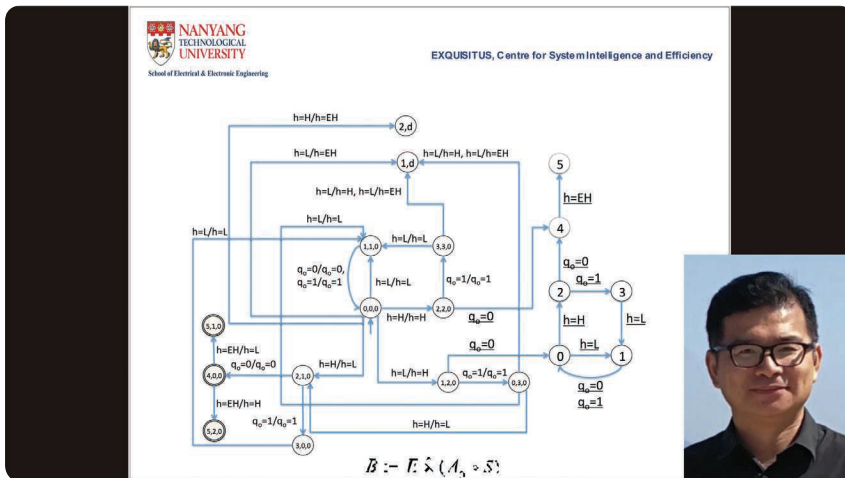 NANYANG
TECHNOLOGICAL
UNIVERSITY
School of Electrical & Electronic Engineering
EXQUISITUS, Centre for System Intelligence and Efficiency
h=H/h=EH
2,d
h=L/h=EH
1,d
h=L/h=H, h=L/h=EH
5
h=L/h=H, h=L/h=EH
h=EH
h=L/h=L
h=L/h=L
4
1,1,0
h=L/h=L
3,3,0
qₒ=0/qₒ=0,
qₒ=1/qₒ=1
h=L/h=L
qₒ=1/qₒ=1
qₒ=0
qₒ=1
2
3
0,0,0
h=H/h=H
2,2,0
qₒ=0
5,1,0
h=H
h=L
h=EH/h=L
qₒ=0
0
h=L
1
qₒ=0/qₒ=0
h=H/h=L
4,0,0
2,1,0
h=L/h=H
1,2,0
qₒ=1/qₒ=1
0,3,0
qₒ=0
qₒ=1
h=EH/h=H
5,2,0
qₒ=1/qₒ=1
h=H/h=L
3,0,0